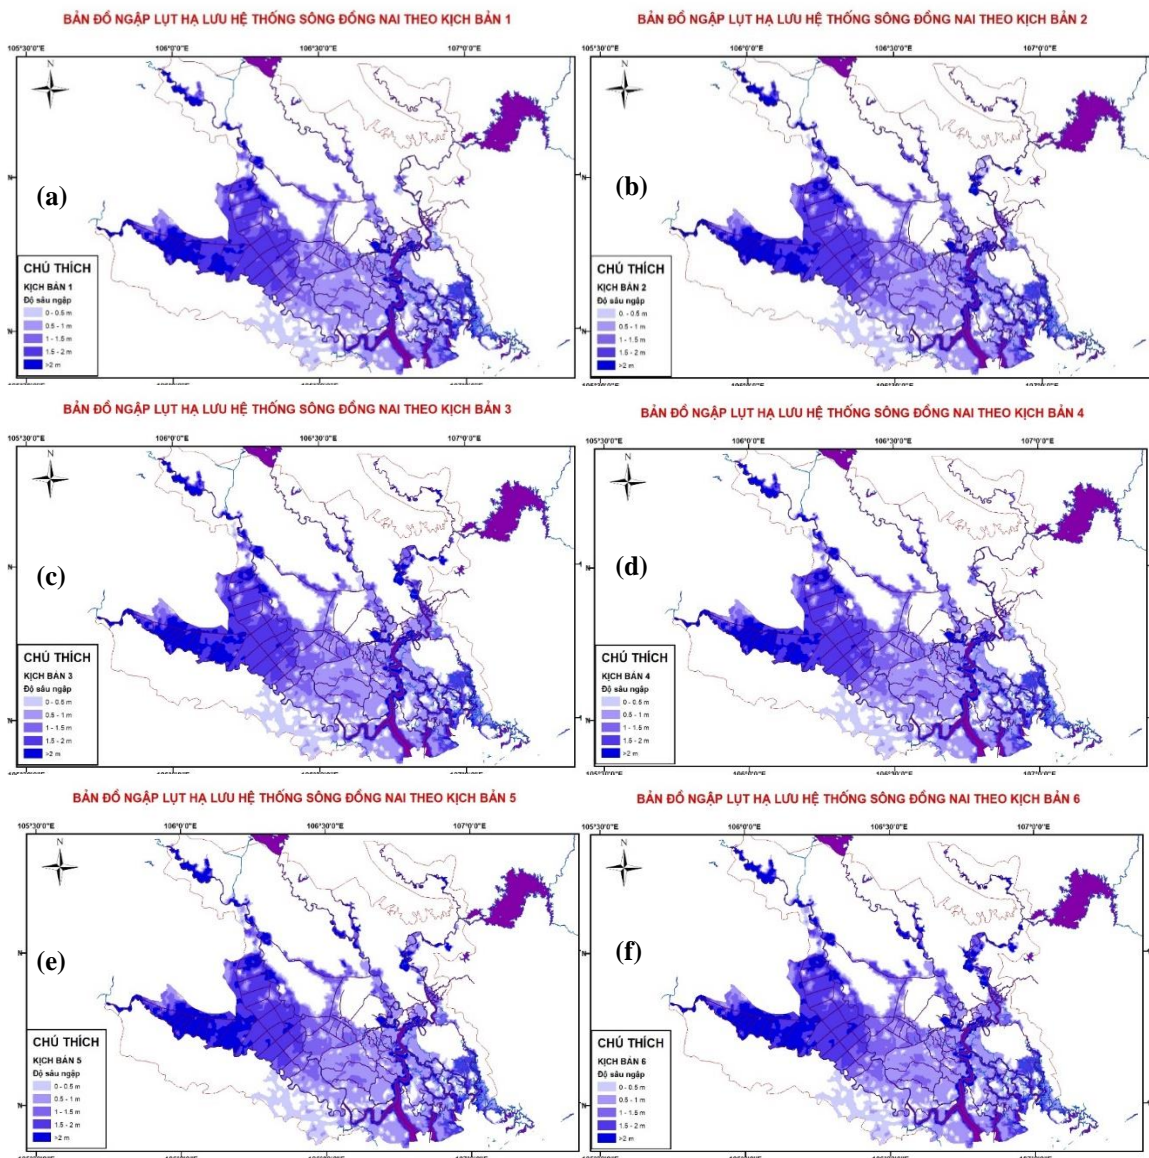 BẢN ĐỒ NGẬP LỤT HẠ LƯU HỆ THỐNG SÔNG ĐỒNG NAI THEO KỊCH BẢN 1
105°30'0"E 106°0'0"E 106°30'0"E 107°0'0"E
N
(a)
CHÚ THÍCH
KỊCH BẢN 1
Độ sâu ngập
0 - 0.5 m
0.5 - 1 m
1 - 1.5 m
1.5 - 2 m
>2 m
BẢN ĐỒ NGẬP LỤT HẠ LƯU HỆ THỐNG SÔNG ĐỒNG NAI THEO KỊCH BẢN 2
105°30'0"E 106°0'0"E 106°30'0"E 107°0'0"E
N
(b)
CHÚ THÍCH
KỊCH BẢN 2
Độ sâu ngập
0. - 0.5 m
0.5 - 1 m
1 - 1.5 m
1.5 - 2 m
>2 m
BẢN ĐỒ NGẬP LỤT HẠ LƯU HỆ THỐNG SÔNG ĐỒNG NAI THEO KỊCH BẢN 3
105°30'0"E 106°0'0"E 106°30'0"E 107°0'0"E
N
(c)
CHÚ THÍCH
KỊCH BẢN 3
Độ sâu ngập
0 - 0.5 m
0.5 - 1 m
1 - 1.5 m
1.5 - 2 m
>2 m
BẢN ĐỒ NGẬP LỤT HẠ LƯU HỆ THỐNG SÔNG ĐỒNG NAI THEO KỊCH BẢN 4
105°30'0"E 106°0'0"E 106°30'0"E 107°0'0"E
N
(d)
CHÚ THÍCH
KỊCH BẢN 4
Độ sâu ngập
0 - 0.5 m
0.5 - 1 m
1 - 1.5 m
1.5 - 2 m
>2 m
BẢN ĐỒ NGẬP LỤT HẠ LƯU HỆ THỐNG SÔNG ĐỒNG NAI THEO KỊCH BẢN 5
105°30'0"E 106°0'0"E 106°30'0"E 107°0'0"E
N
(e)
CHÚ THÍCH
KỊCH BẢN 5
Độ sâu ngập
0 - 0.5 m
0.5 - 1 m
1 - 1.5 m
1.5 - 2 m
>2 m
BẢN ĐỒ NGẬP LỤT HẠ LƯU HỆ THỐNG SÔNG ĐỒNG NAI THEO KỊCH BẢN 6
105°30'0"E 106°0'0"E 106°30'0"E 107°0'0"E
N
(f)
CHÚ THÍCH
KỊCH BẢN 6
Độ sâu ngập
0 - 0.5 m
0.5 - 1 m
1 - 1.5 m
1.5 - 2 m
>2 m